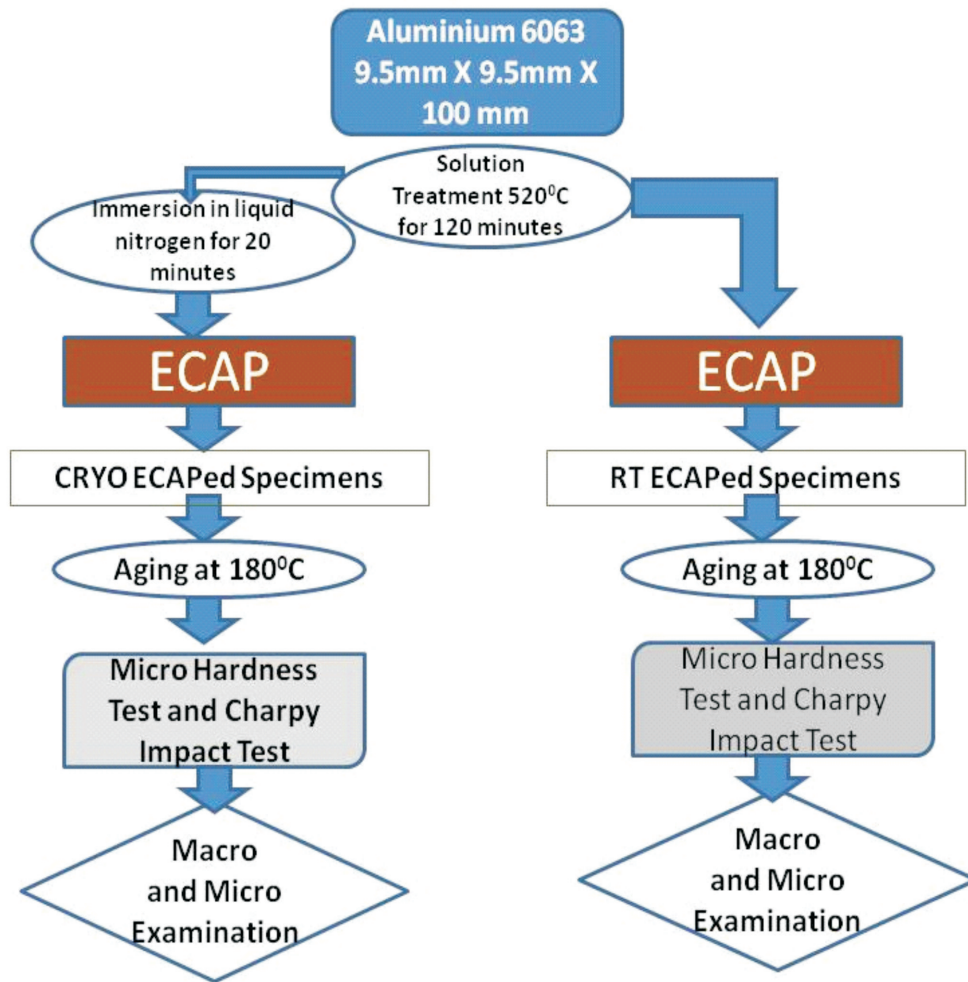 Aluminium 6063
9.5mm X 9.5mm X
100 mm
Solution
Treatment 520⁰C
for 120 minutes
Immersion in liquid
nitrogen for 20
minutes
ECAP
ECAP
CRYO ECAPed Specimens
RT ECAPed Specimens
Aging at 180⁰C
Aging at 180⁰C
Micro Hardness
Test and Charpy
Impact Test
Micro Hardness
Test and Charpy
Impact Test
Macro
and Micro
Examination
Macro
and Micro
Examination